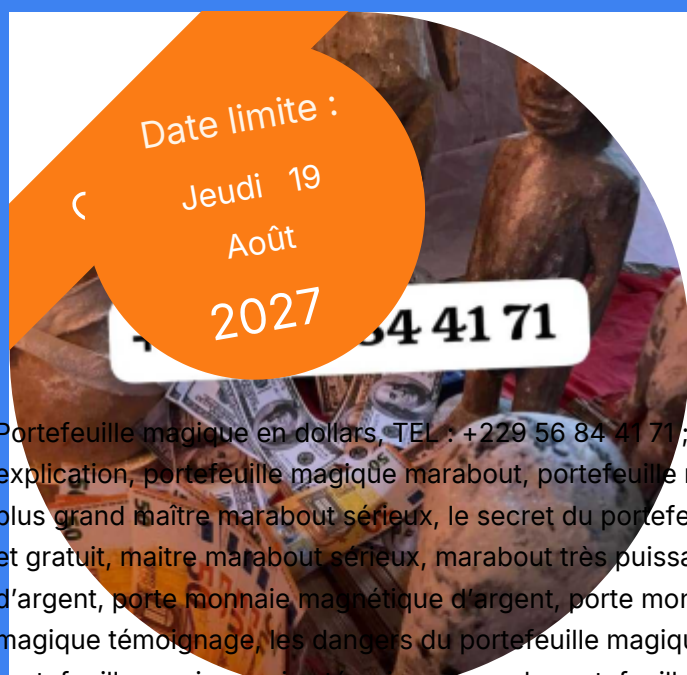 Date limite :
Jeudi 19
Août
2027
84 41 71
Portefeuille magique en dollars, TEL : +229 56 84 41 71 ;
explication, portefeuille magique marabout, portefeuille
plus grand maître marabout sérieux, le secret du
et gratuit, maitre marabout sérieux, marabout très
d’argent, porte monnaie magnétique d’argent, porte
magique témoignage, les dangers du portefeuille